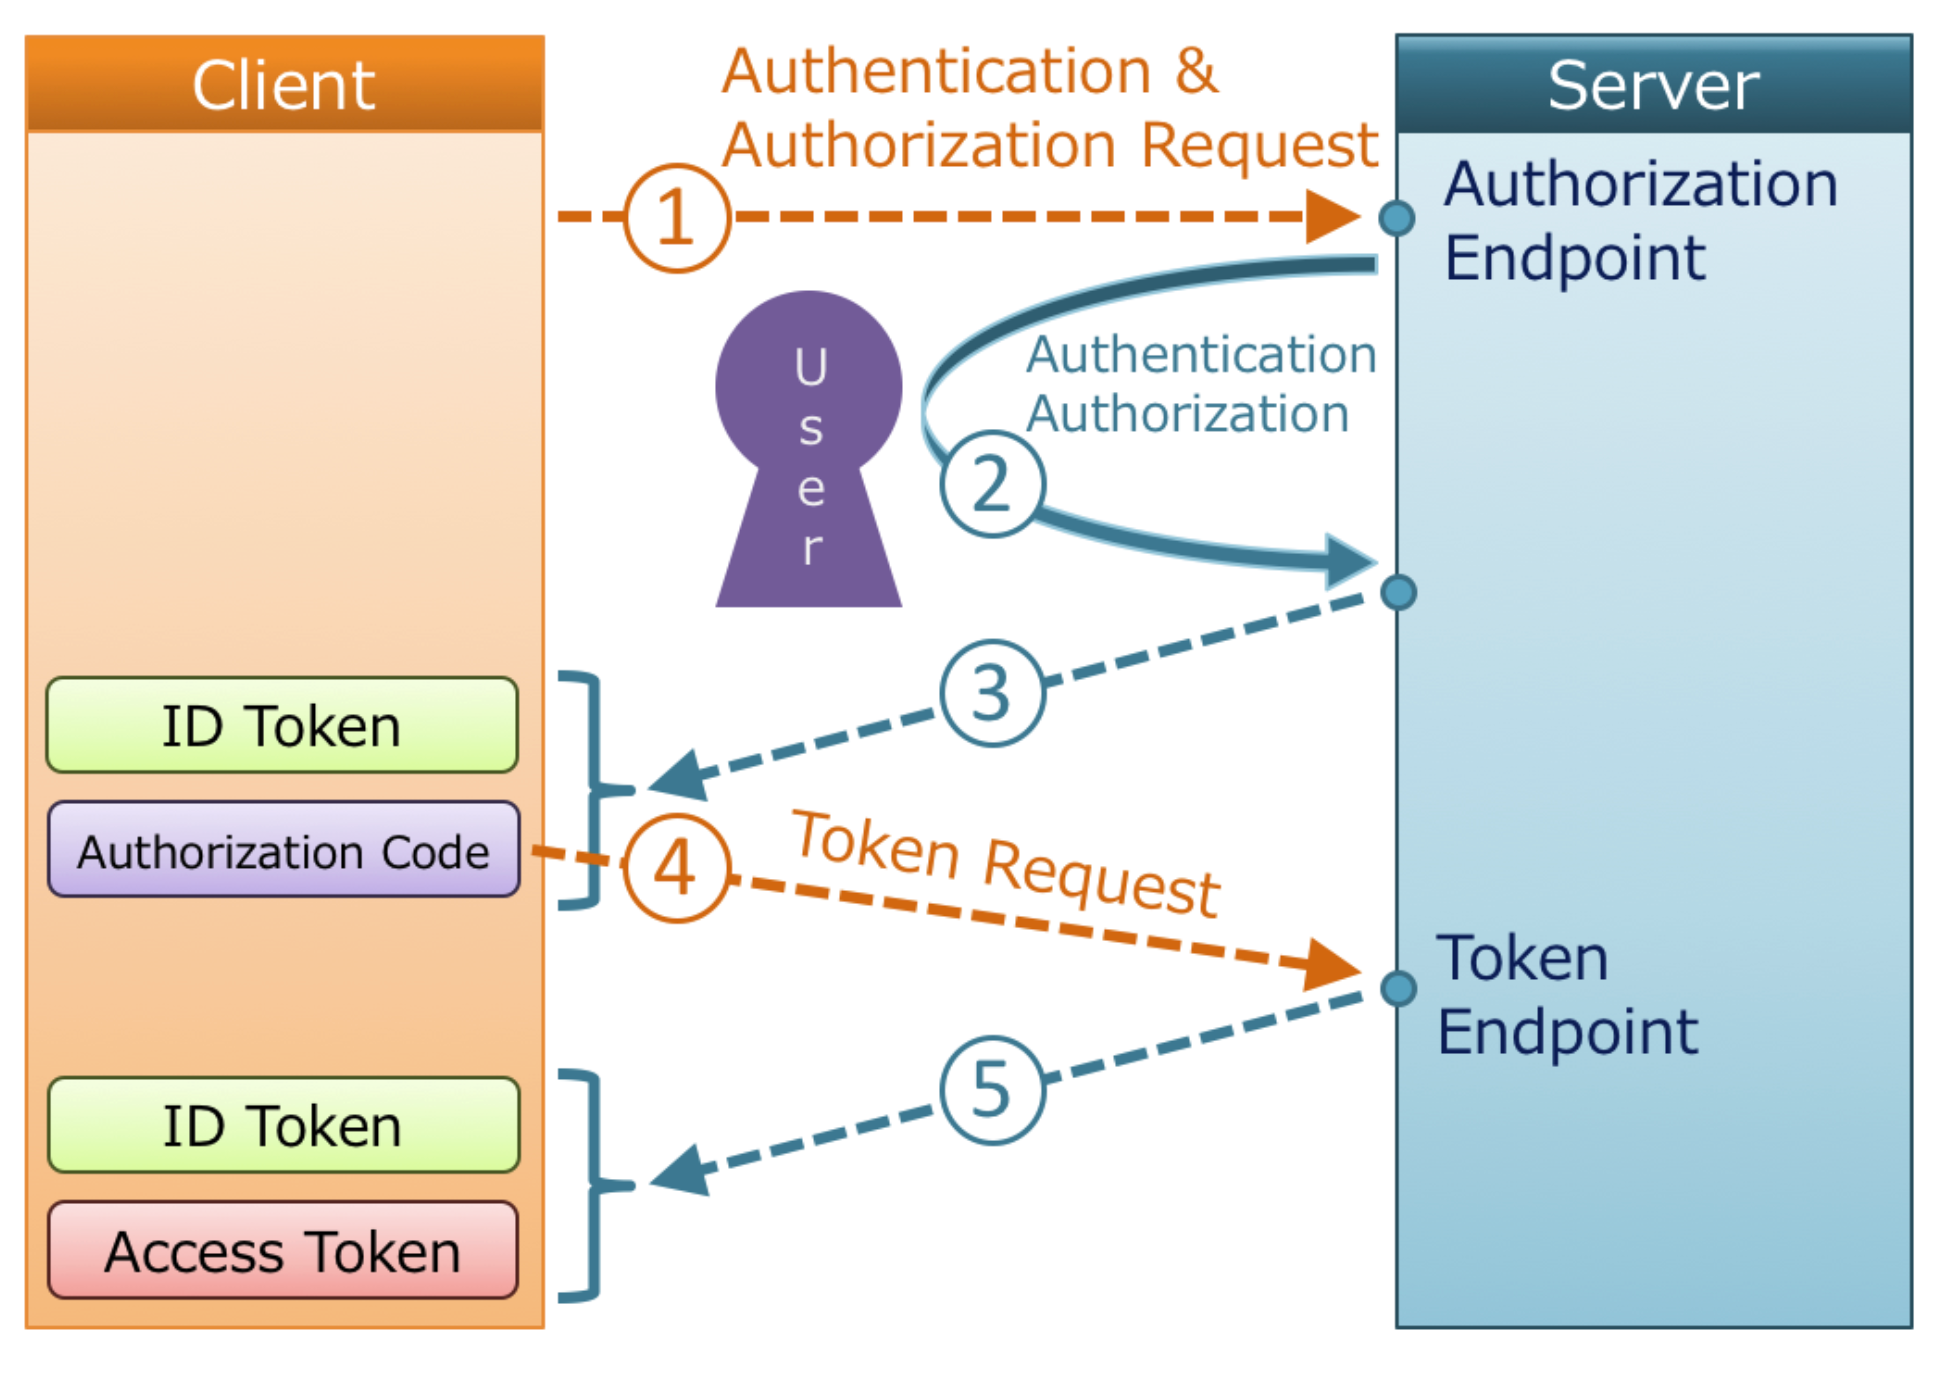 Client
Authentication &
Authorization Request
Server
1
Authorization
Endpoint
User
Authentication
Authorization
2
3
ID Token
Authorization Code
4
Token Request
Token
Endpoint
5
ID Token
Access Token